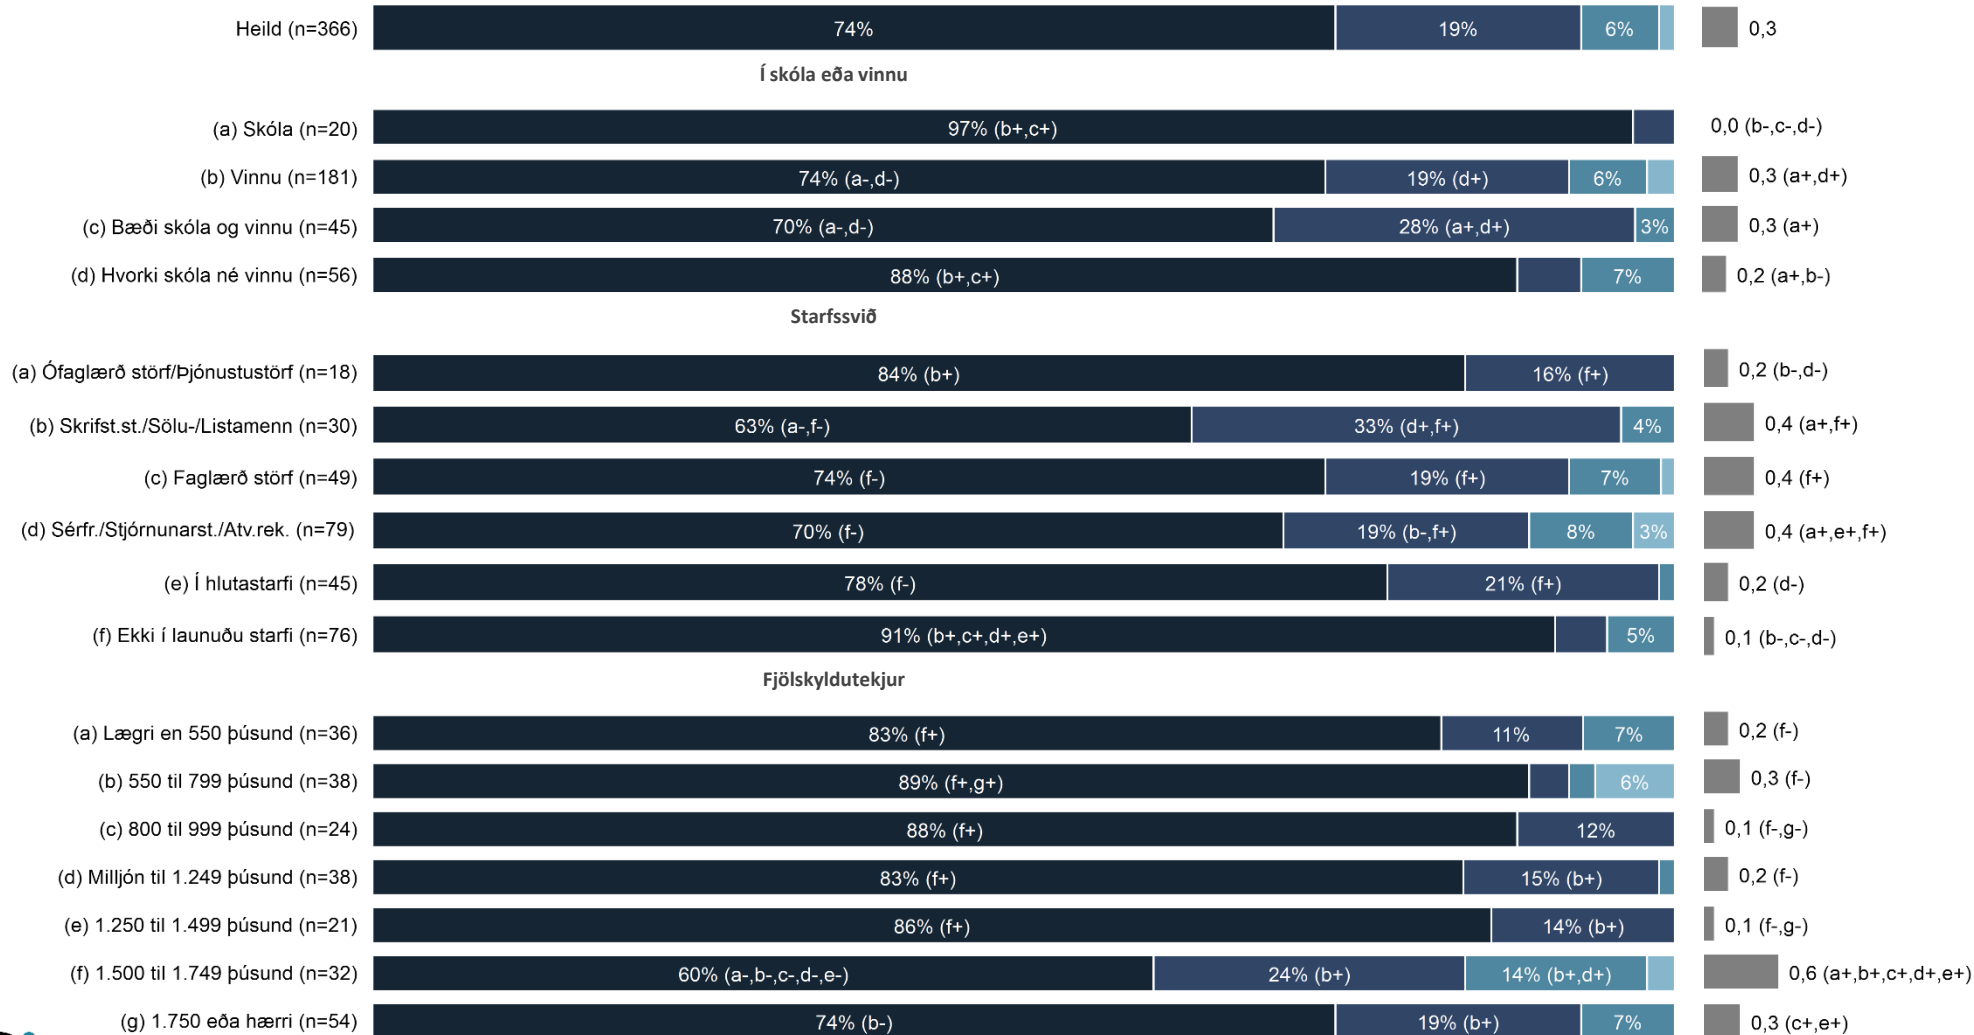 Heild (n=366) 74% 19% 6% 0,3
Í skóla eða vinnu
(a) Skóla (n=20) 97% (b+,c+) 0,0 (b-,c-,d-)
(b) Vinnu (n=181) 74% (a-,d-) 19% (d+) 6% 0,3 (a+,d+)
(c) Bæði skóla og vinnu (n=45) 70% (a-,d-) 28% (a+,d+) 3% 0,3 (a+)
(d) Hvorki skóla né vinnu (n=56) 88% (b+,c+) 7% 0,2 (a+,b-)
Starfssvið
(a) Ófaglærð störf/Þjónustustörf (n=18) 84% (b+) 16% (f+) 0,2 (b-,d-)
(b) Skrifst.st./Sölu-/Listamenn (n=30) 63% (a-,f-) 33% (d+,f+) 4% 0,4 (a+,f+)
(c) Faglærð störf (n=49) 74% (f-) 19% (f+) 7% 0,4 (f+)
(d) Sérfr./Stjórnunarst./Atv.rek. (n=79) 70% (f-) 19% (b-,f+) 8% 3% 0,4 (a+,e+,f+)
(e) Í hlutastarfi (n=45) 78% (f-) 21% (f+) 0,2 (d-)
(f) Ekki í launuðu starfi (n=76) 91% (b+,c+,d+,e+) 5% 0,1 (b-,c-,d-)
Fjölskyldutekjur
(a) Lægri en 550 þúsund (n=36) 83% (f+) 11% 7% 0,2 (f-)
(b) 550 til 799 þúsund (n=38) 89% (f+,g+) 6% 0,3 (f-)
(c) 800 til 999 þúsund (n=24) 88% (f+) 12% 0,1 (f-,g-)
(d) Milljón til 1.249 þúsund (n=38) 83% (f+) 15% (b+) 0,2 (f-)
(e) 1.250 til 1.499 þúsund (n=21) 86% (f+) 14% (b+) 0,1 (f-,g-)
(f) 1.500 til 1.749 þúsund (n=32) 60% (a-,b-,c-,d-,e-) 24% (b+) 14% (b+,d+) 0,6 (a+,b+,c+,d+,e+)
(g) 1.750 eða hærri (n=54) 74% (b-) 19% (b+) 7% 0,3 (c+,e+)